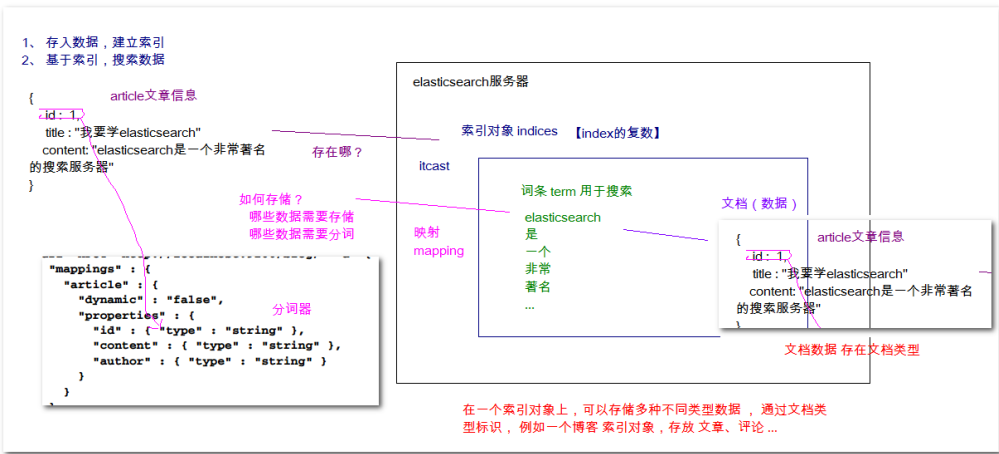 1、 存入数据，建立索引
2、 基于索引，搜索数据
{
article文章信息
id : 1,
title : "我要学elasticsearch"
content: "elasticsearch是一个非常著名
的搜索服务器"
}
存在哪？
如何存储？
哪些数据需要存储
哪些数据需要分词
"mappings" : {
"article" : {
"dynamic" : "false",
"properties" : {
"id" : { "type" : "string" },
"content" : { "type" : "string" },
"author" : { "type" : "string" }
}
}
分词器
elasticsearch服务器
索引对象 indices 【index的复数】
itcast
映射
mapping
词条 term 用于搜索
elasticsearch
是
一个
非常
著名
...
文档（数据）
{
article文章信息
id : 1,
title : "我要学elasticsearch"
content: "elasticsearch是一个非常著名
的搜索服务器"
}
文档数据 存在文档类型
在一个索引对象上，可以存储多种不同类型数据 ，通过文档类
型标识， 例如一个博客 索引对象，存放 文章、评论 ...